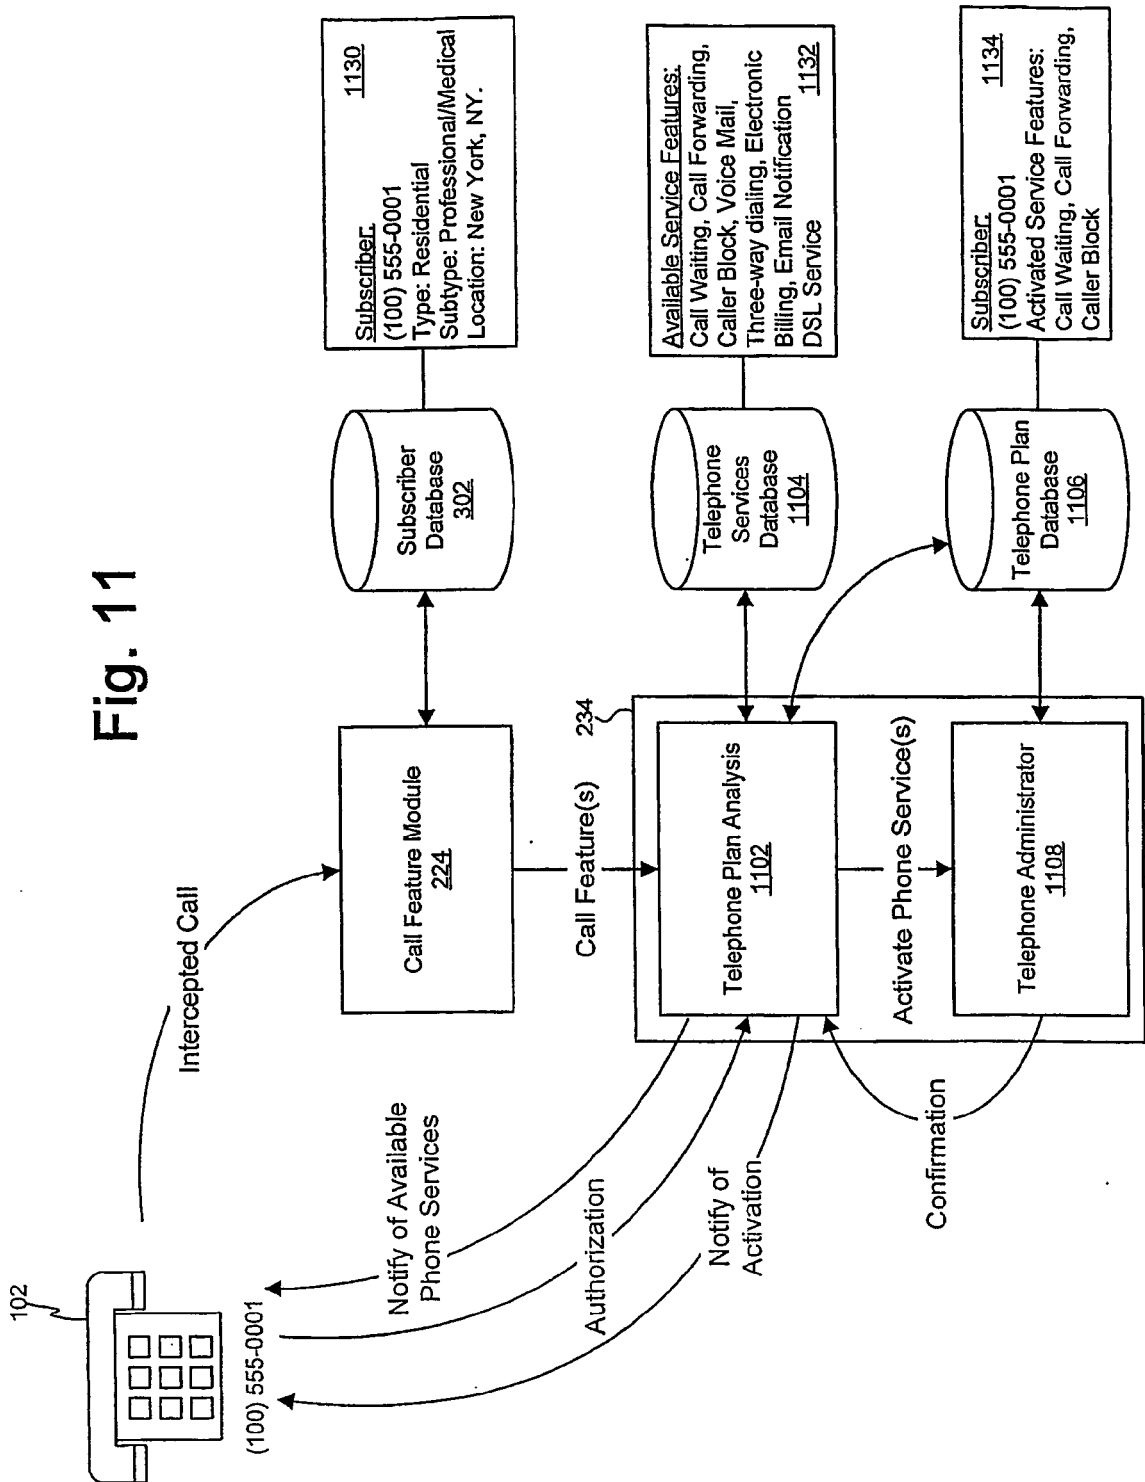 Fig. 11
102
(100) 555-0001
Intercepted Call
Call Feature Module
224
Subscriber
Database
302
Subscriber:
1130
(100) 555-0001
Type: Residential
Subtype: Professional/Medical
Location: New York, NY.
Notify of Available
Phone Services
Authorization
Notify of
Activation
Call Feature(s)
234
Telephone Plan Analysis
1102
Telephone
Services
Database
1104
Available Service Features:
Call Waiting, Call Forwarding,
Caller Block, Voice Mail,
Three-way dialing, Electronic
Billing, Email Notification
DSL Service
1132
Activate Phone Service(s)
Confirmation
Telephone Administrator
1108
Telephone Plan
Database
1106
Subscriber:
1134
(100) 555-0001
Activated Service Features:
Call Waiting, Call Forwarding,
Caller Block